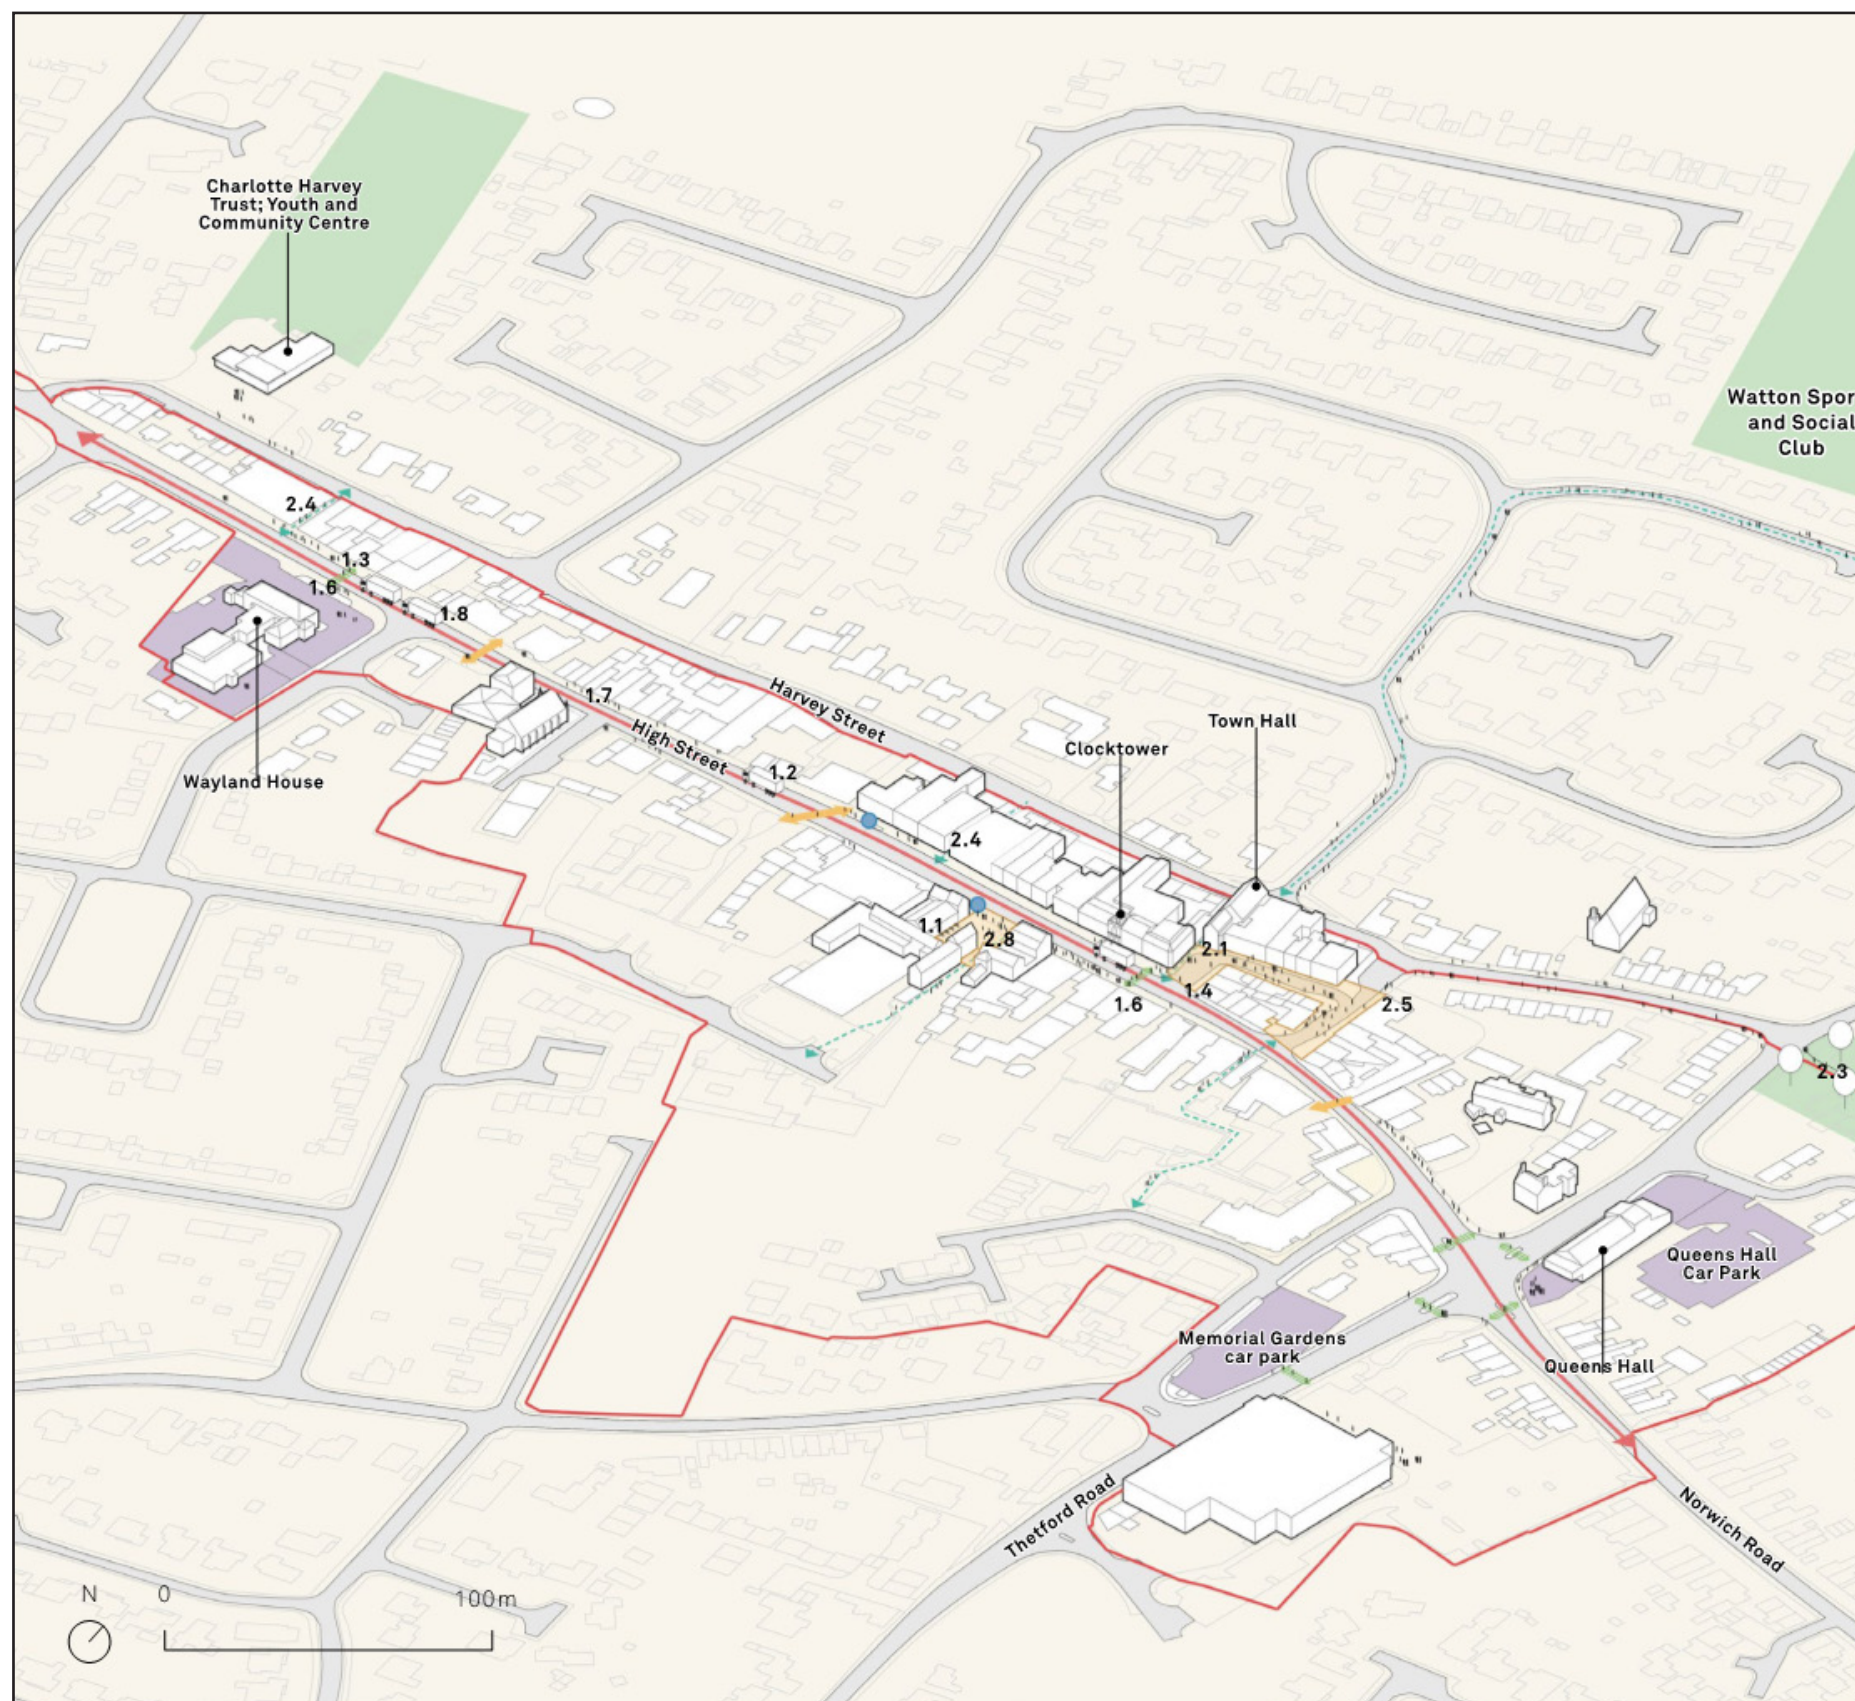 Charlotte Harvey
Trust; Youth and
Community Centre
Watton Spor
and Social
Club
2.4
1.3
1.6
1.8
1.7
Harvey Street
High Street
Town Hall
Clocktower
Wayland House
1.2
2.4
1.1
2.8
2.1
1.4
1.6
2.5
2.3
Queens Hall
Car Park
Memorial Gardens
car park
Queens Hall
Thetford Road
Norwich Road
N
0
100m